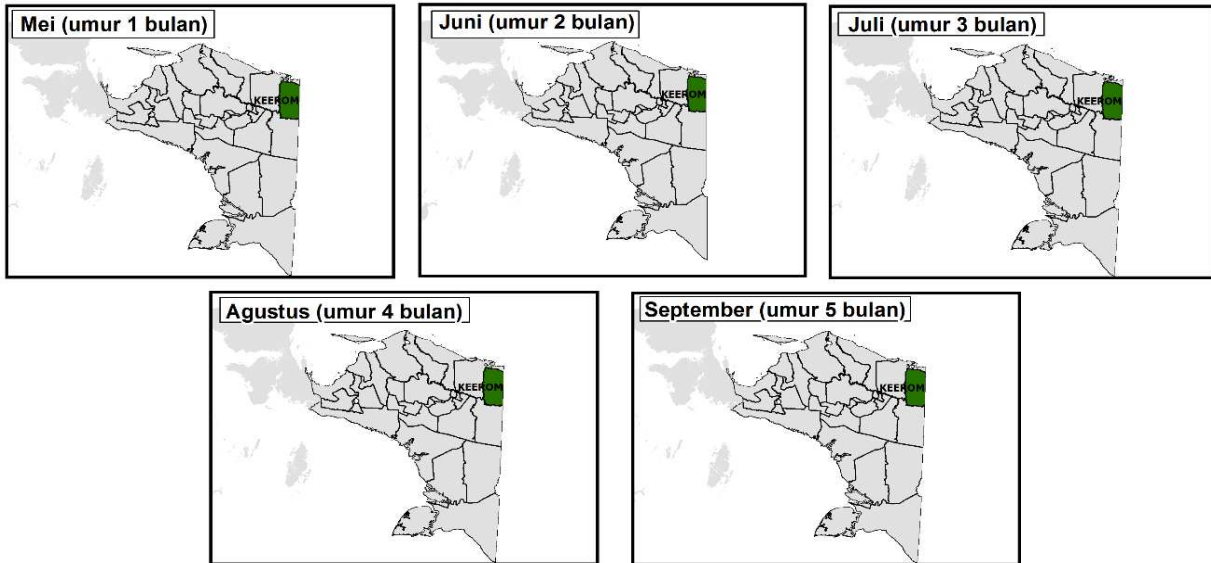 Mei (umur 1 bulan)
KEEROM
Juni (umur 2 bulan)
KEEROM
Juli (umur 3 bulan)
KEEROM
Agustus (umur 4 bulan)
KEEROM
September (umur 5 bulan)
KEEROM